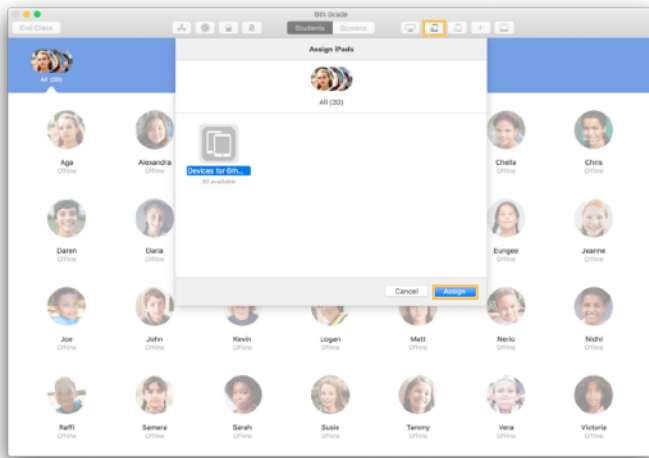 6th Grade
End Class
Students
Screens
Assign iPads
All (30)
All (30)
Devices for 6th...
30 available
Aga
Offline
Alexandra
Offline
Chella
Offline
Chris
Offline
Daren
Offline
Daria
Offline
Eungee
Offline
Jeanne
Offline
Cancel
Assign
Joe
Offline
John
Offline
Kevin
Offline
Logan
Offline
Matt
Offline
Nerio
Offline
Nidhi
Offline
Raffi
Offline
Samara
Offline
Sarah
Offline
Susie
Offline
Tammy
Offline
Vera
Offline
Victoria
Offline